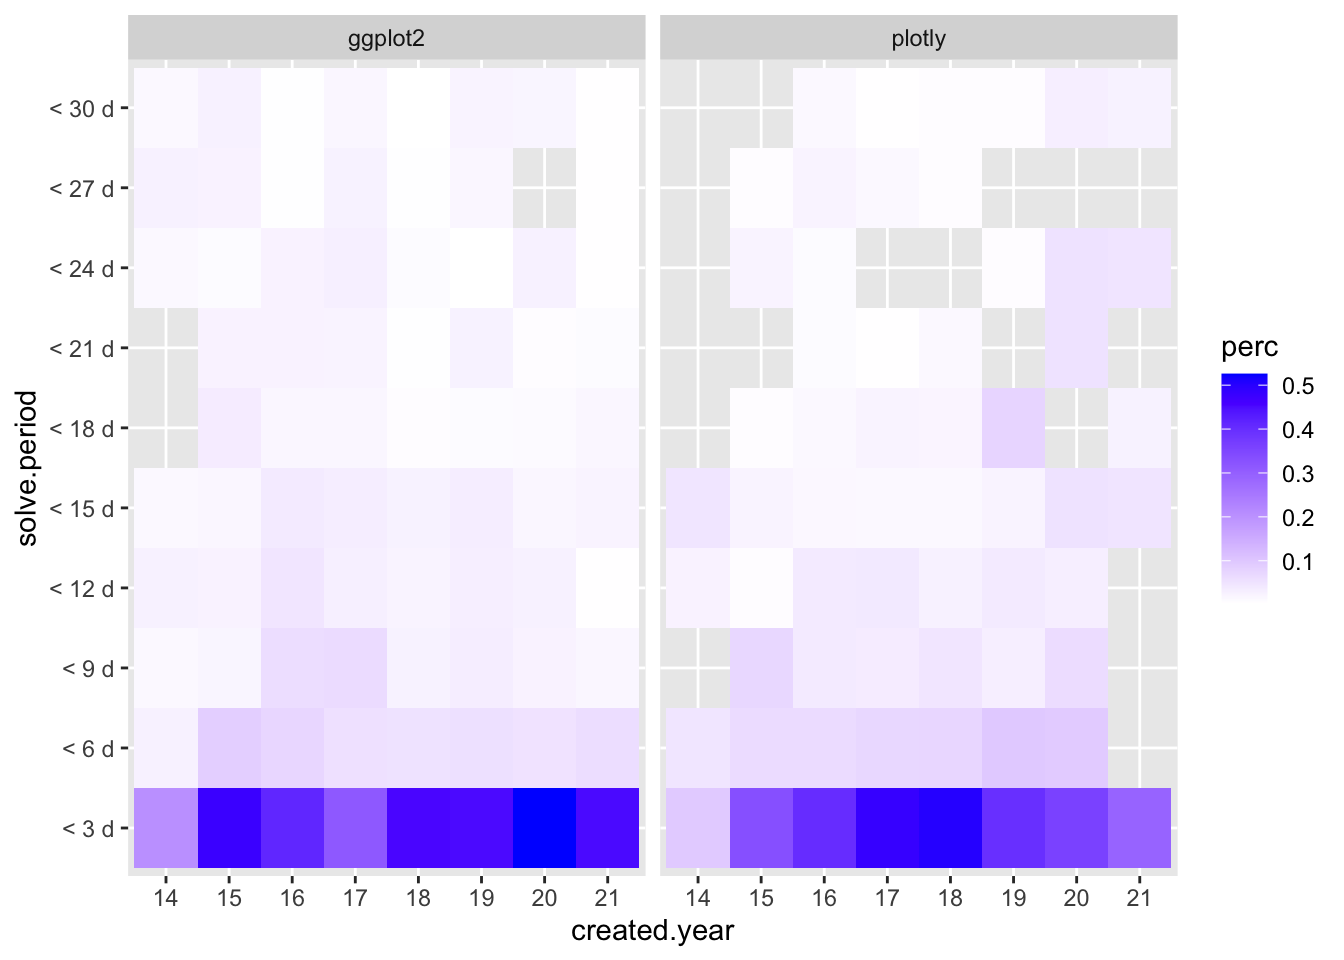 ggplot2
plotly
< 30 d
< 27 d
< 24 d
< 21 d
< 18 d
< 15 d
< 12 d
< 9 d
< 6 d
< 3 d
solve.period
14 15 16 17 18 19 20 21
14 15 16 17 18 19 20 21
created.year
perc
0.5
0.4
0.3
0.2
0.1